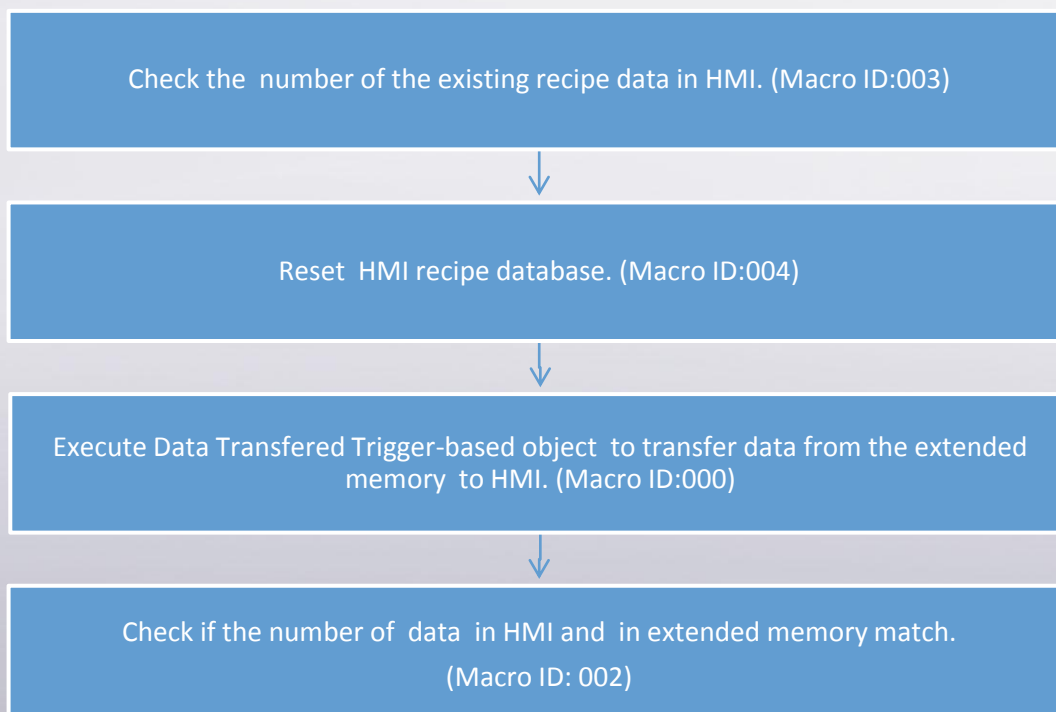 Check the  number of the existing recipe data in HMI. (Macro ID:003)
Reset  HMI recipe database. (Macro ID:004)
Execute Data Transfered Trigger-based object  to transfer data from the extended
memory  to HMI. (Macro ID:000)
Check if the number of  data  in HMI and  in extended memory match.
(Macro ID: 002)